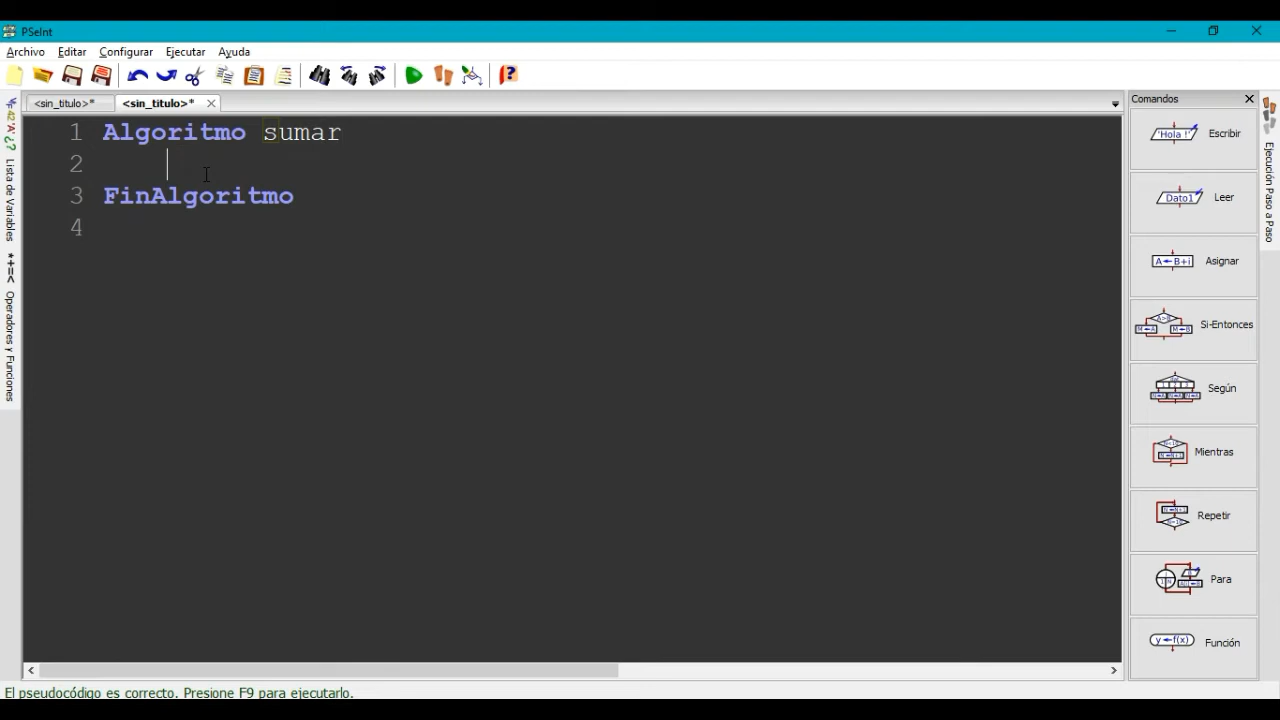 PSeInt
Archivo Editar Configurar Ejecutar Ayuda
<sin_titulo>* <sin_titulo>*
1 Algoritmo sumar
2
3 FinAlgoritmo
4
Lista de Variables
*+=< Operadores y Funciones
Comandos
'Hola !' Escribir
Dato1 Leer
A←B+i Asignar
Si-Entonces
Según
Mientras
Repetir
Para
y←f(x) Función
Ejecución Paso a Paso
El pseudocódigo es correcto. Presione F9 para ejecutarlo.